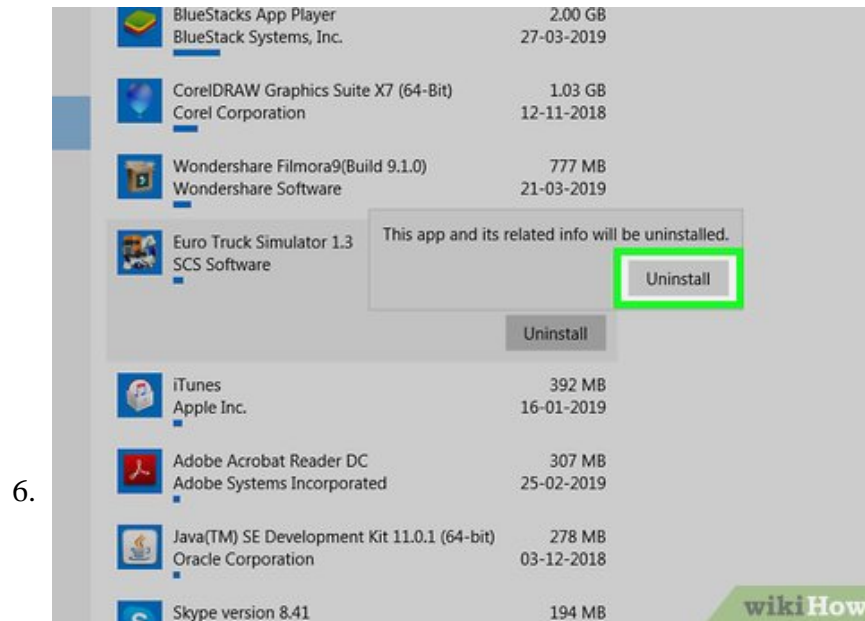 BlueStacks App Player 2.00 GB
BlueStack Systems, Inc. 27-03-2019
CorelDRAW Graphics Suite X7 (64-Bit) 1.03 GB
Corel Corporation 12-11-2018
Wondershare Filmora9(Build 9.1.0) 777 MB
Wondershare Software 21-03-2019
This app and its related info will be uninstalled.
Euro Truck Simulator 1.3
SCS Software
Uninstall
Uninstall
iTunes 392 MB
Apple Inc. 16-01-2019
Adobe Acrobat Reader DC 307 MB
6. Adobe Systems Incorporated 25-02-2019
Java(TM) SE Development Kit 11.0.1 (64-bit) 278 MB
Oracle Corporation 03-12-2018
Skype version 8.41 194 MB
wikiHow